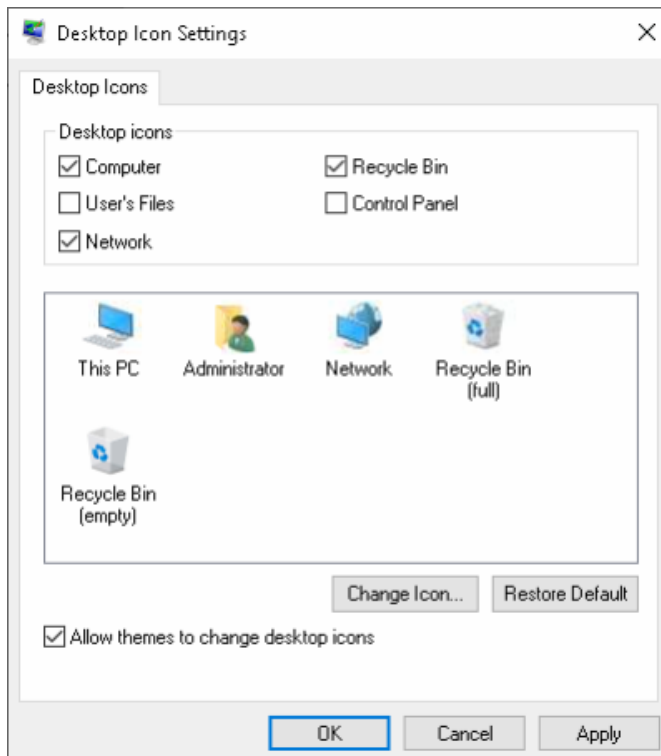 Desktop Icon Settings
Desktop Icons
Desktop icons
Computer
Recycle Bin
User's Files
Control Panel
Network
This PC
Administrator
Network
Recycle Bin
(full)
Recycle Bin
(empty)
Change Icon...
Restore Default
Allow themes to change desktop icons
OK
Cancel
Apply